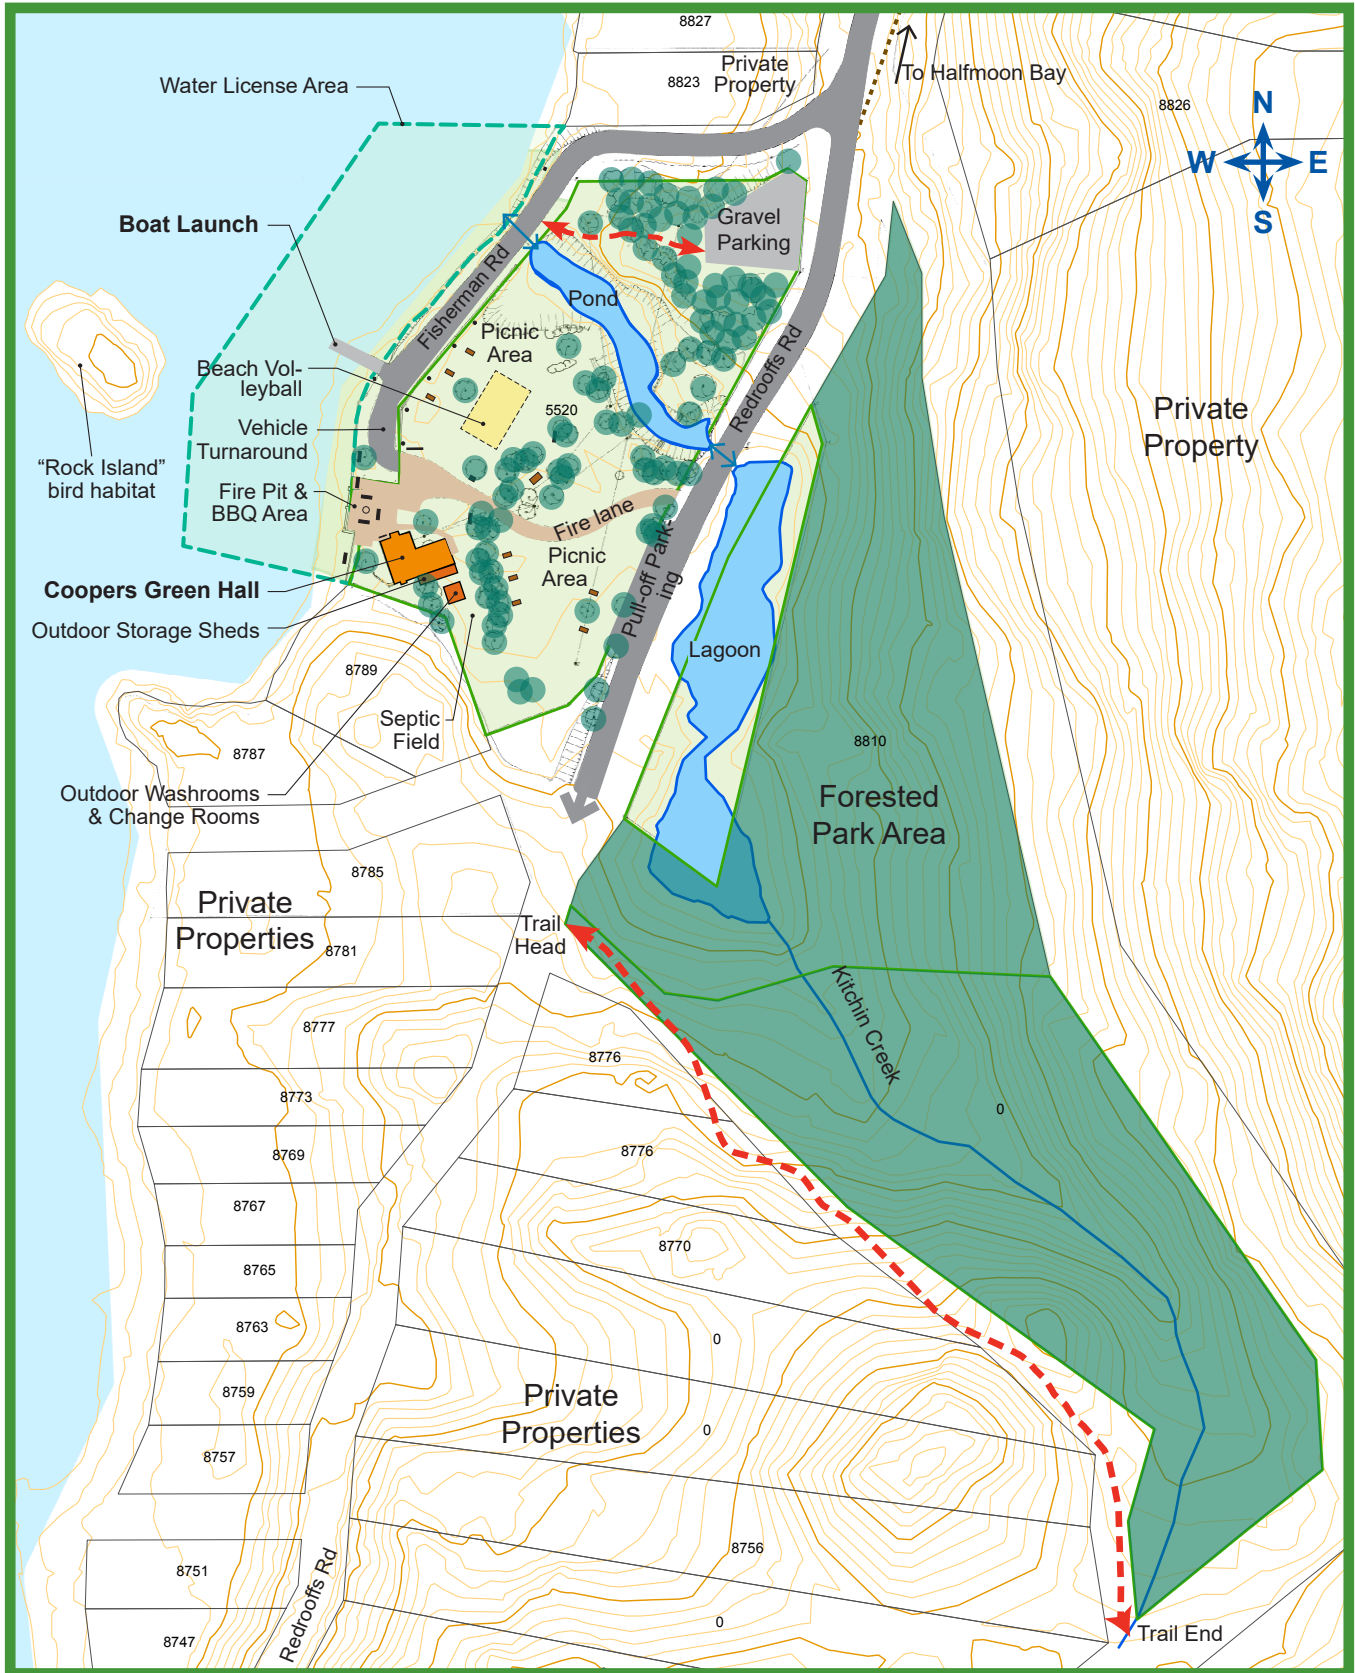 8827
Private
Property
8823
To Halfmoon Bay
Water License Area
8826
N
W
E
S
Boat Launch
Gravel
Parking
Fisherman Rd
Pond
Picnic
Area
Redrooffs Rd
Beach Vol-
leyball
5520
Private
Property
Vehicle
Turnaround
"Rock Island"
bird habitat
Fire Pit &
BBQ Area
Fire lane
Picnic
Area
Pull-off Park-
ing
Coopers Green Hall
Outdoor Storage Sheds
Lagoon
8789
Septic
Field
8787
8810
Outdoor Washrooms
& Change Rooms
Forested
Park Area
8785
Private
Properties
Trail
Head
8781
Kitchin Creek
8777
8776
8773
0
8769
8776
8767
8770
8765
8763
0
8759
Private
Properties
0
8757
8756
8751
Redrooffs Rd
0
Trail End
8747